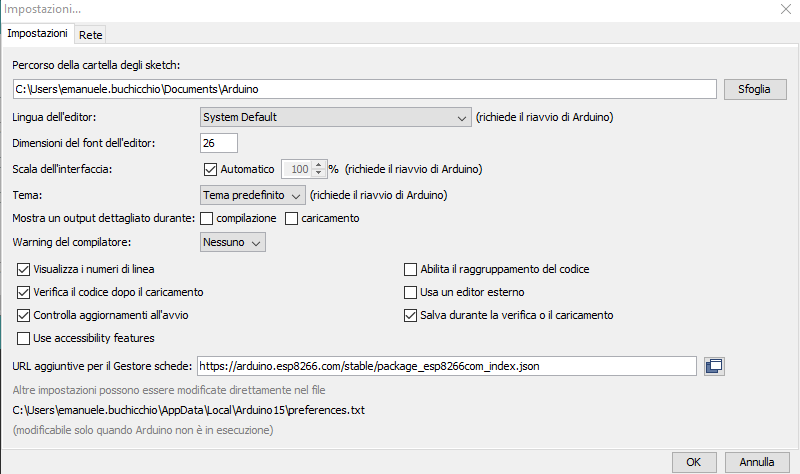 Impostazioni...
Impostazioni Rete
Percorso della cartella degli sketch:
C:\Users\emanuele.buchicchio\Documents\Arduino Sfoglia
Lingua dell'editor: System Default (richiede il riavvio di Arduino)
Dimensioni del font dell'editor: 26
Scala dell'interfaccia: Automatico 100 % (richiede il riavvio di Arduino)
Tema: Tema predefinito (richiede il riavvio di Arduino)
Mostra un output dettagliato durante: compilazione caricamento
Warning del compilatore: Nessuno
Visualizza i numeri di linea Abilita il raggruppamento del codice
Verifica il codice dopo il caricamento Usa un editor esterno
Controlla aggiornamenti all'avvio Salva durante la verifica o il caricamento
Use accessibility features
URL aggiuntive per il Gestore schede: https://arduino.esp8266.com/stable/package_esp8266com_index.json
Altre impostazioni possono essere modificate direttamente nel file
C:\Users\emanuele.buchicchio\AppData\Local\Arduino15\preferences.txt
(modificabile solo quando Arduino non è in esecuzione)
OK Annulla